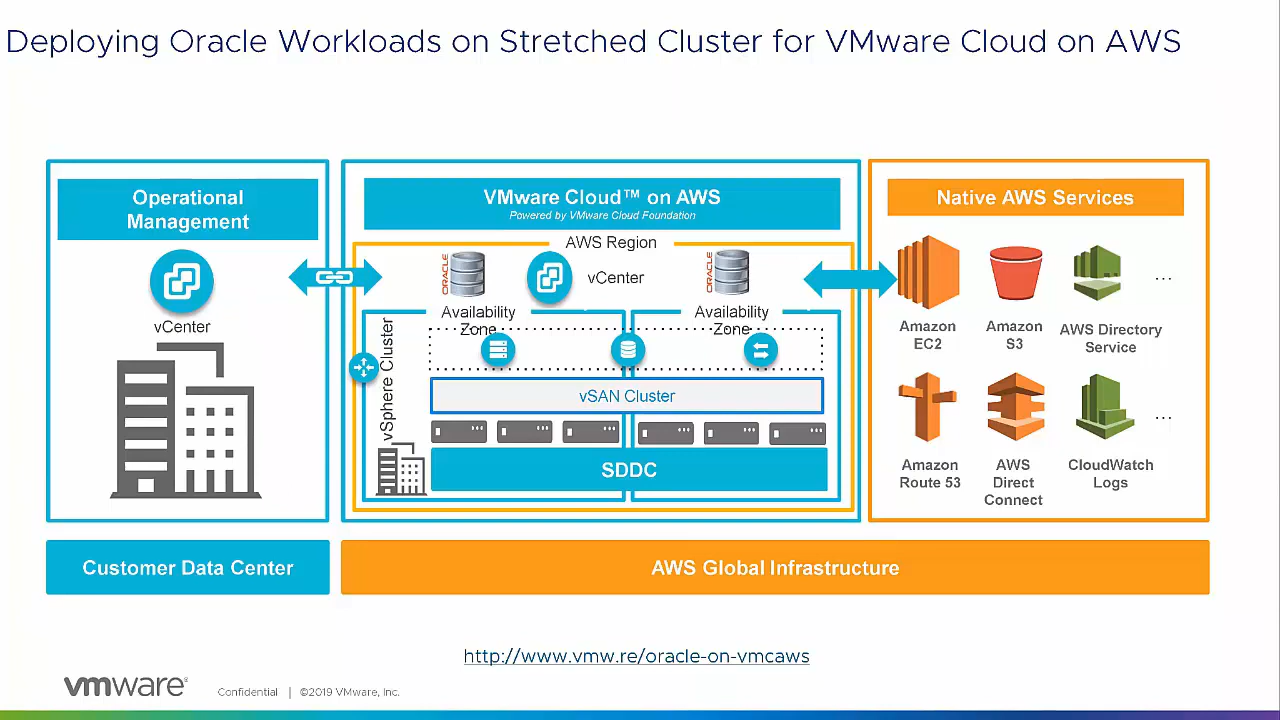 Deploying Oracle Workloads on Stretched Cluster for VMware Cloud on AWS
Operational
Management
vCenter
Customer Data Center
VMware Cloud™ on AWS
Powered by VMware Cloud Foundation
AWS Region
ORACLE
vCenter
ORACLE
Availability
Zone
Availability
Zone
vSphere Cluster
vSAN Cluster
SDDC
Native AWS Services
Amazon
EC2
Amazon
S3
AWS Directory
Service
...
Amazon
Route 53
AWS
Direct
Connect
CloudWatch
Logs
...
AWS Global Infrastructure
http://www.vmw.re/oracle-on-vmcaws
vmware®
Confidential | ©2019 VMware, Inc.